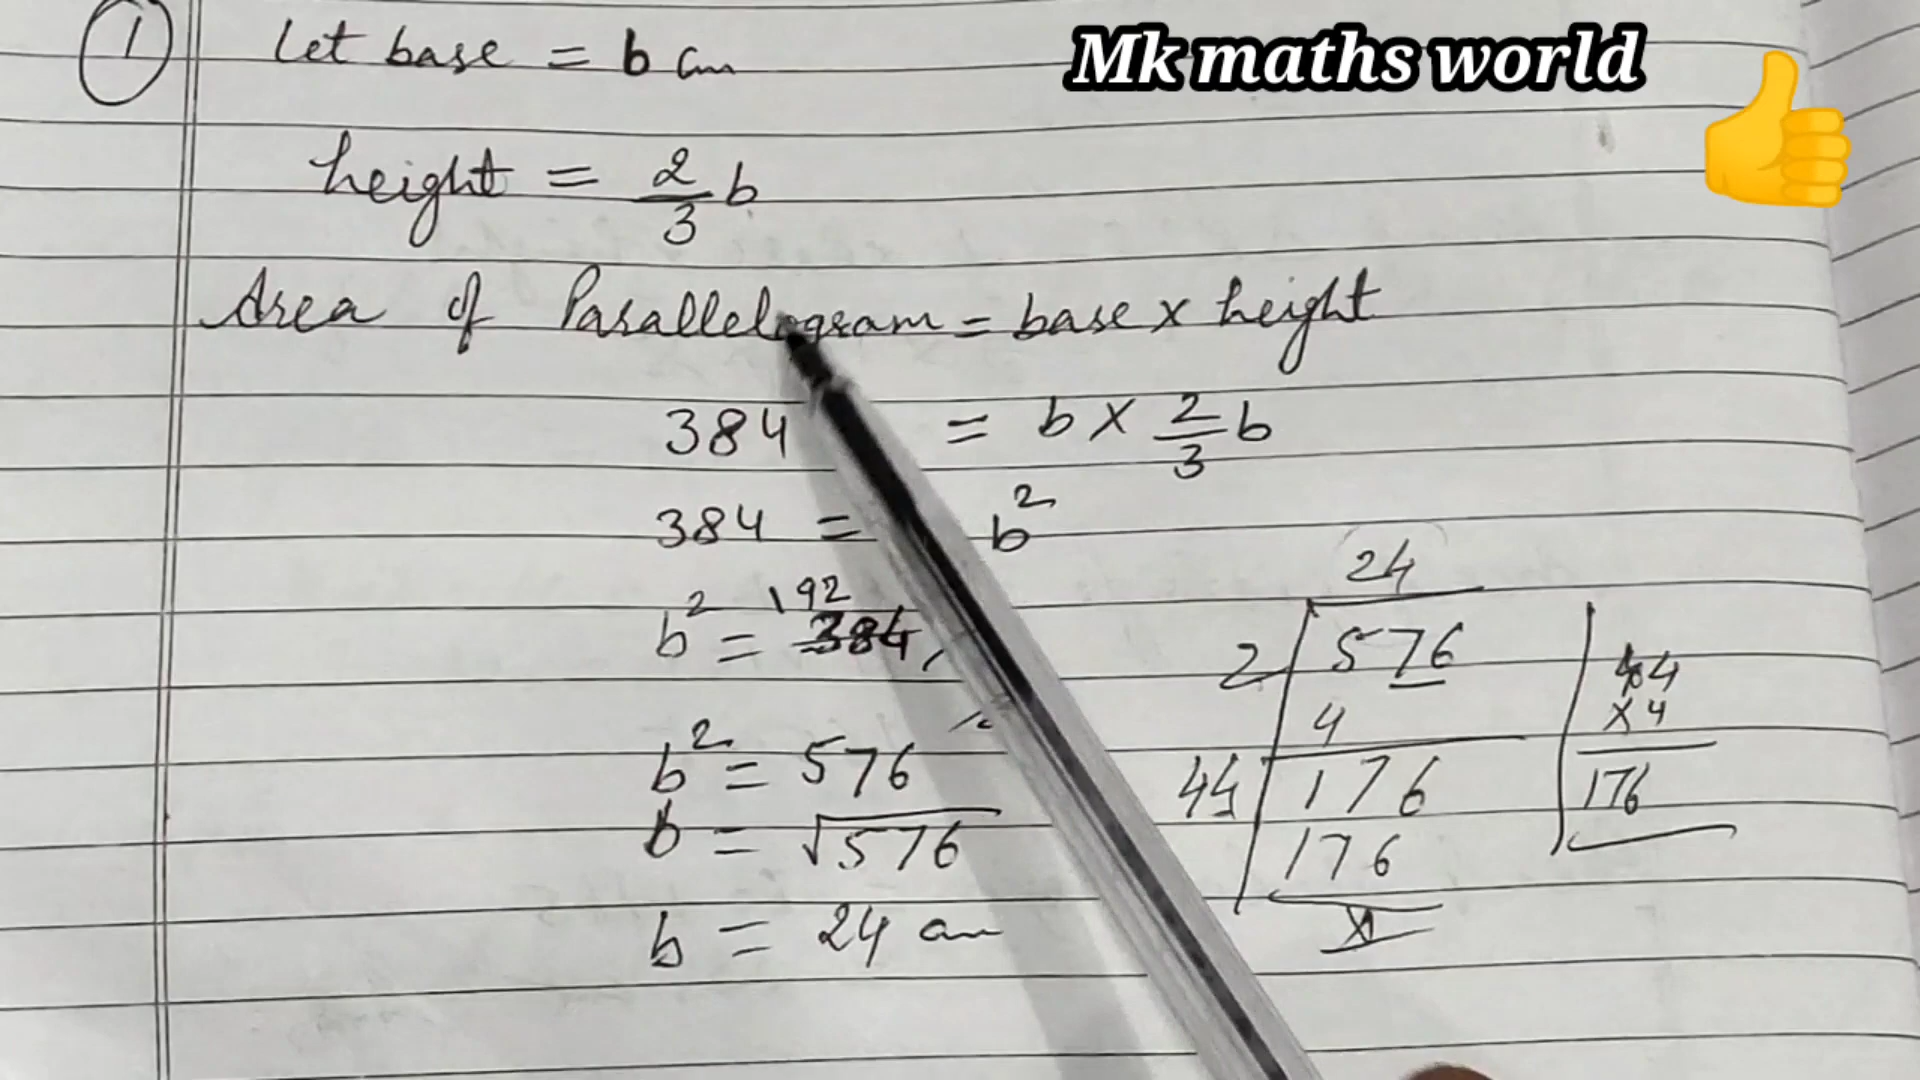 Mk maths world
1 Let base = b cm
height = 2/3 b
Area of Parallelogram = base x height
384 = b x 2/3 b
384 = b²
b² = 384
192
b² = 576
b = √576
b = 24 cm
24
2 576
4
44 176
176
x
44
x 4
176